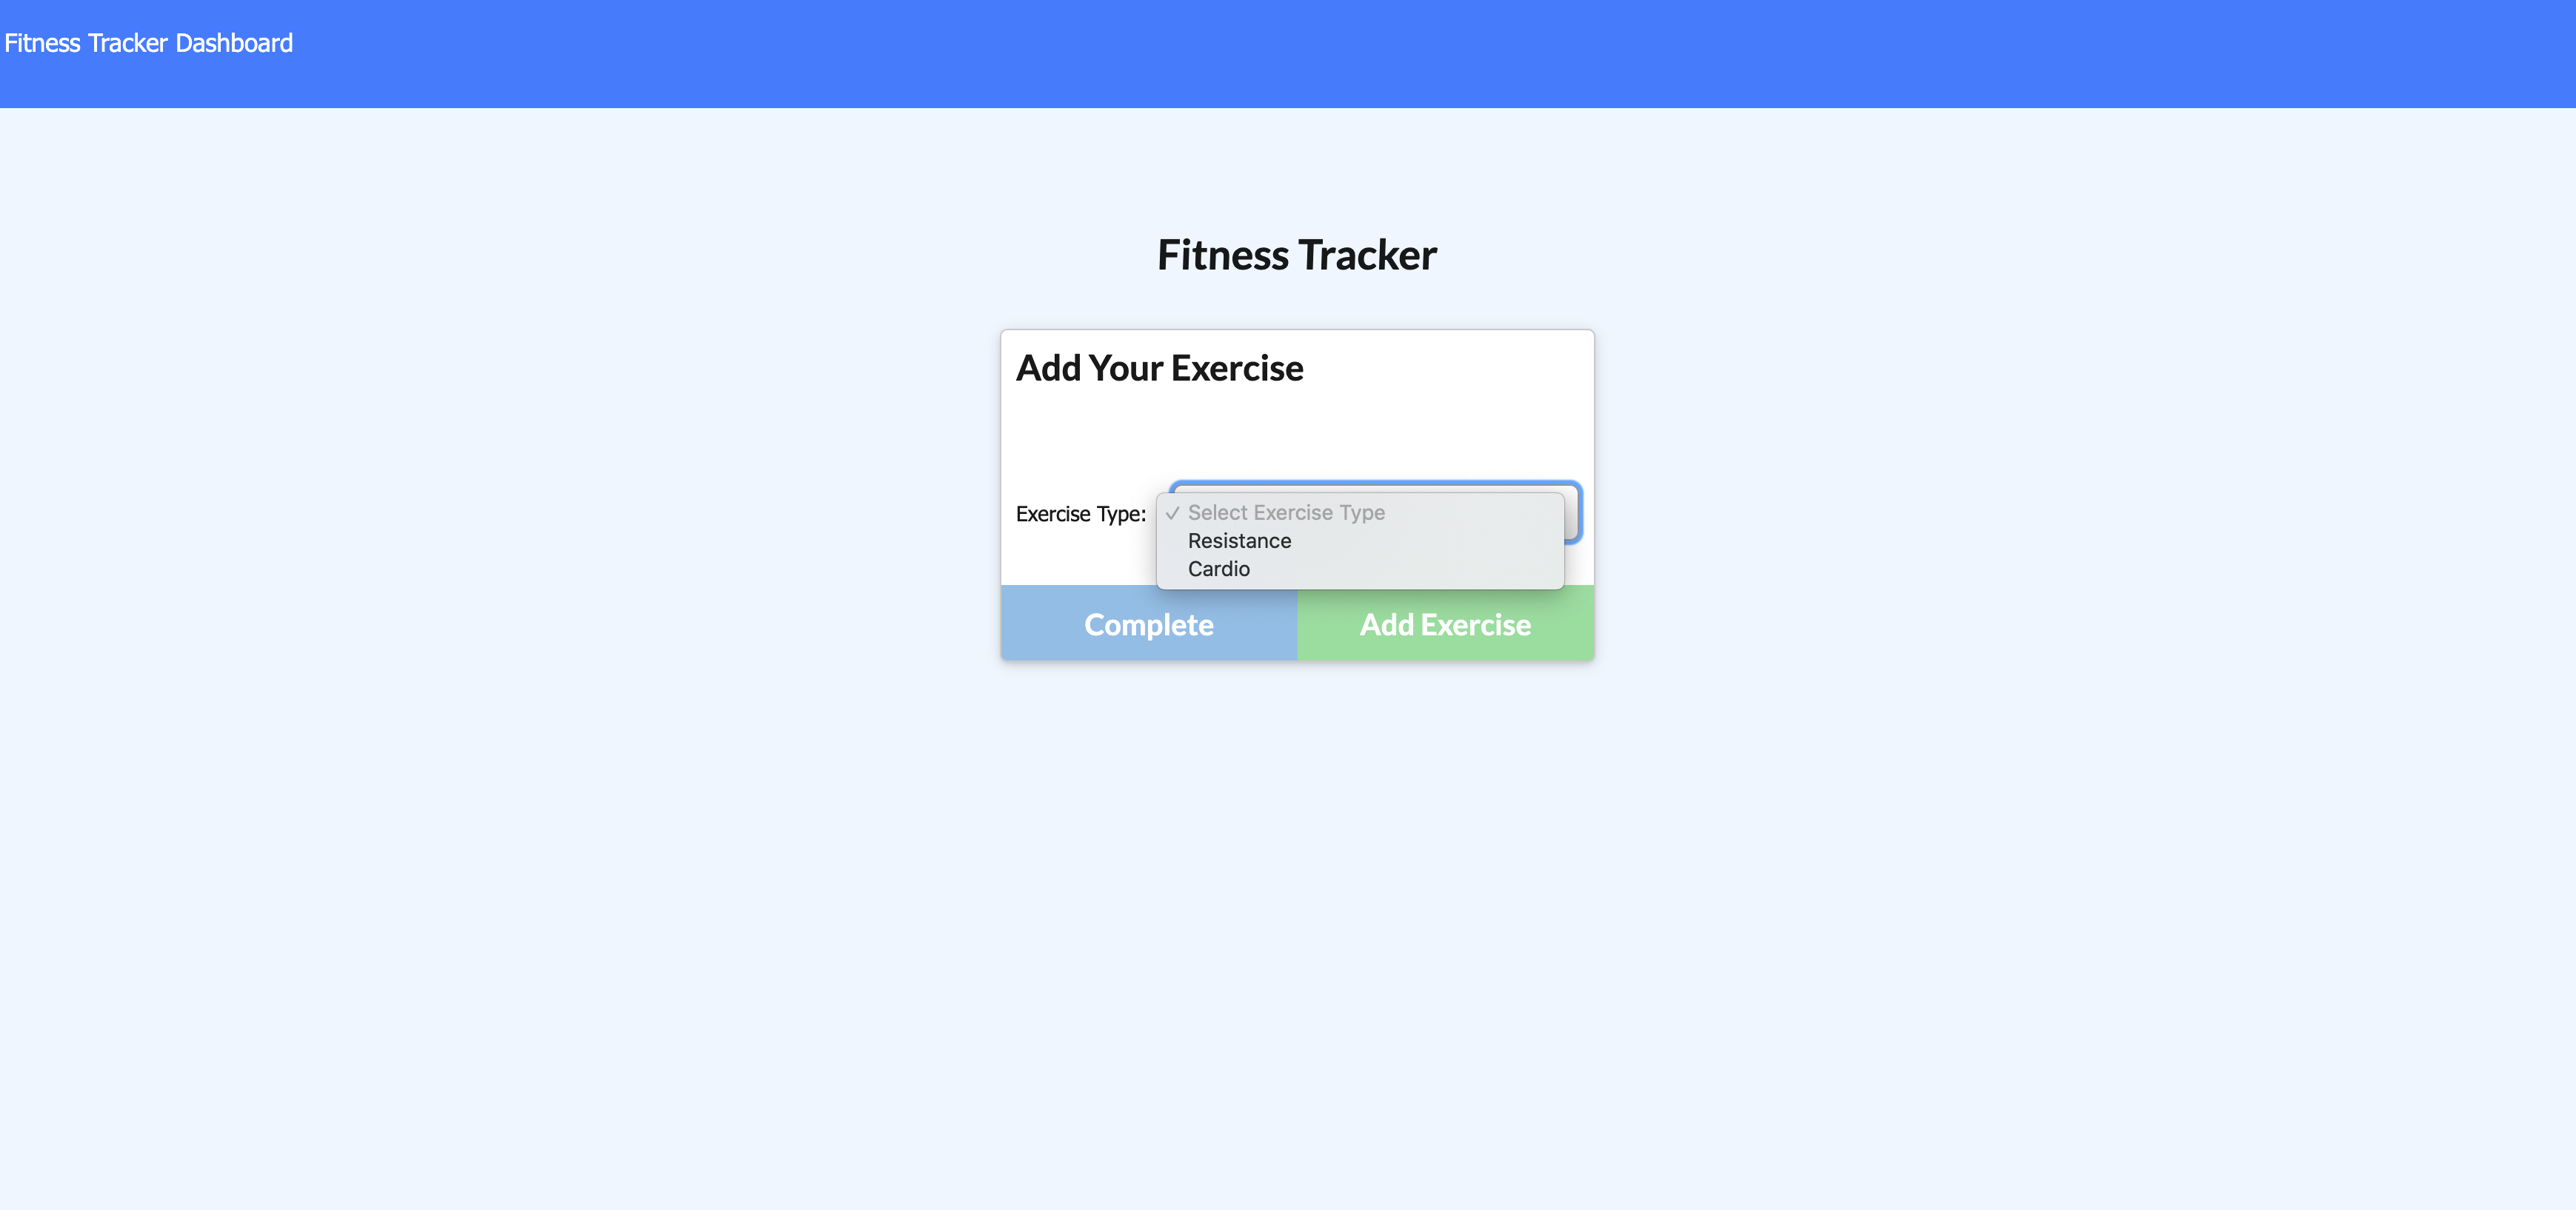 Fitness Tracker Dashboard
Fitness Tracker
Add Your Exercise
Exercise Type: ✓ Select Exercise Type
Resistance
Cardio
Complete Add Exercise